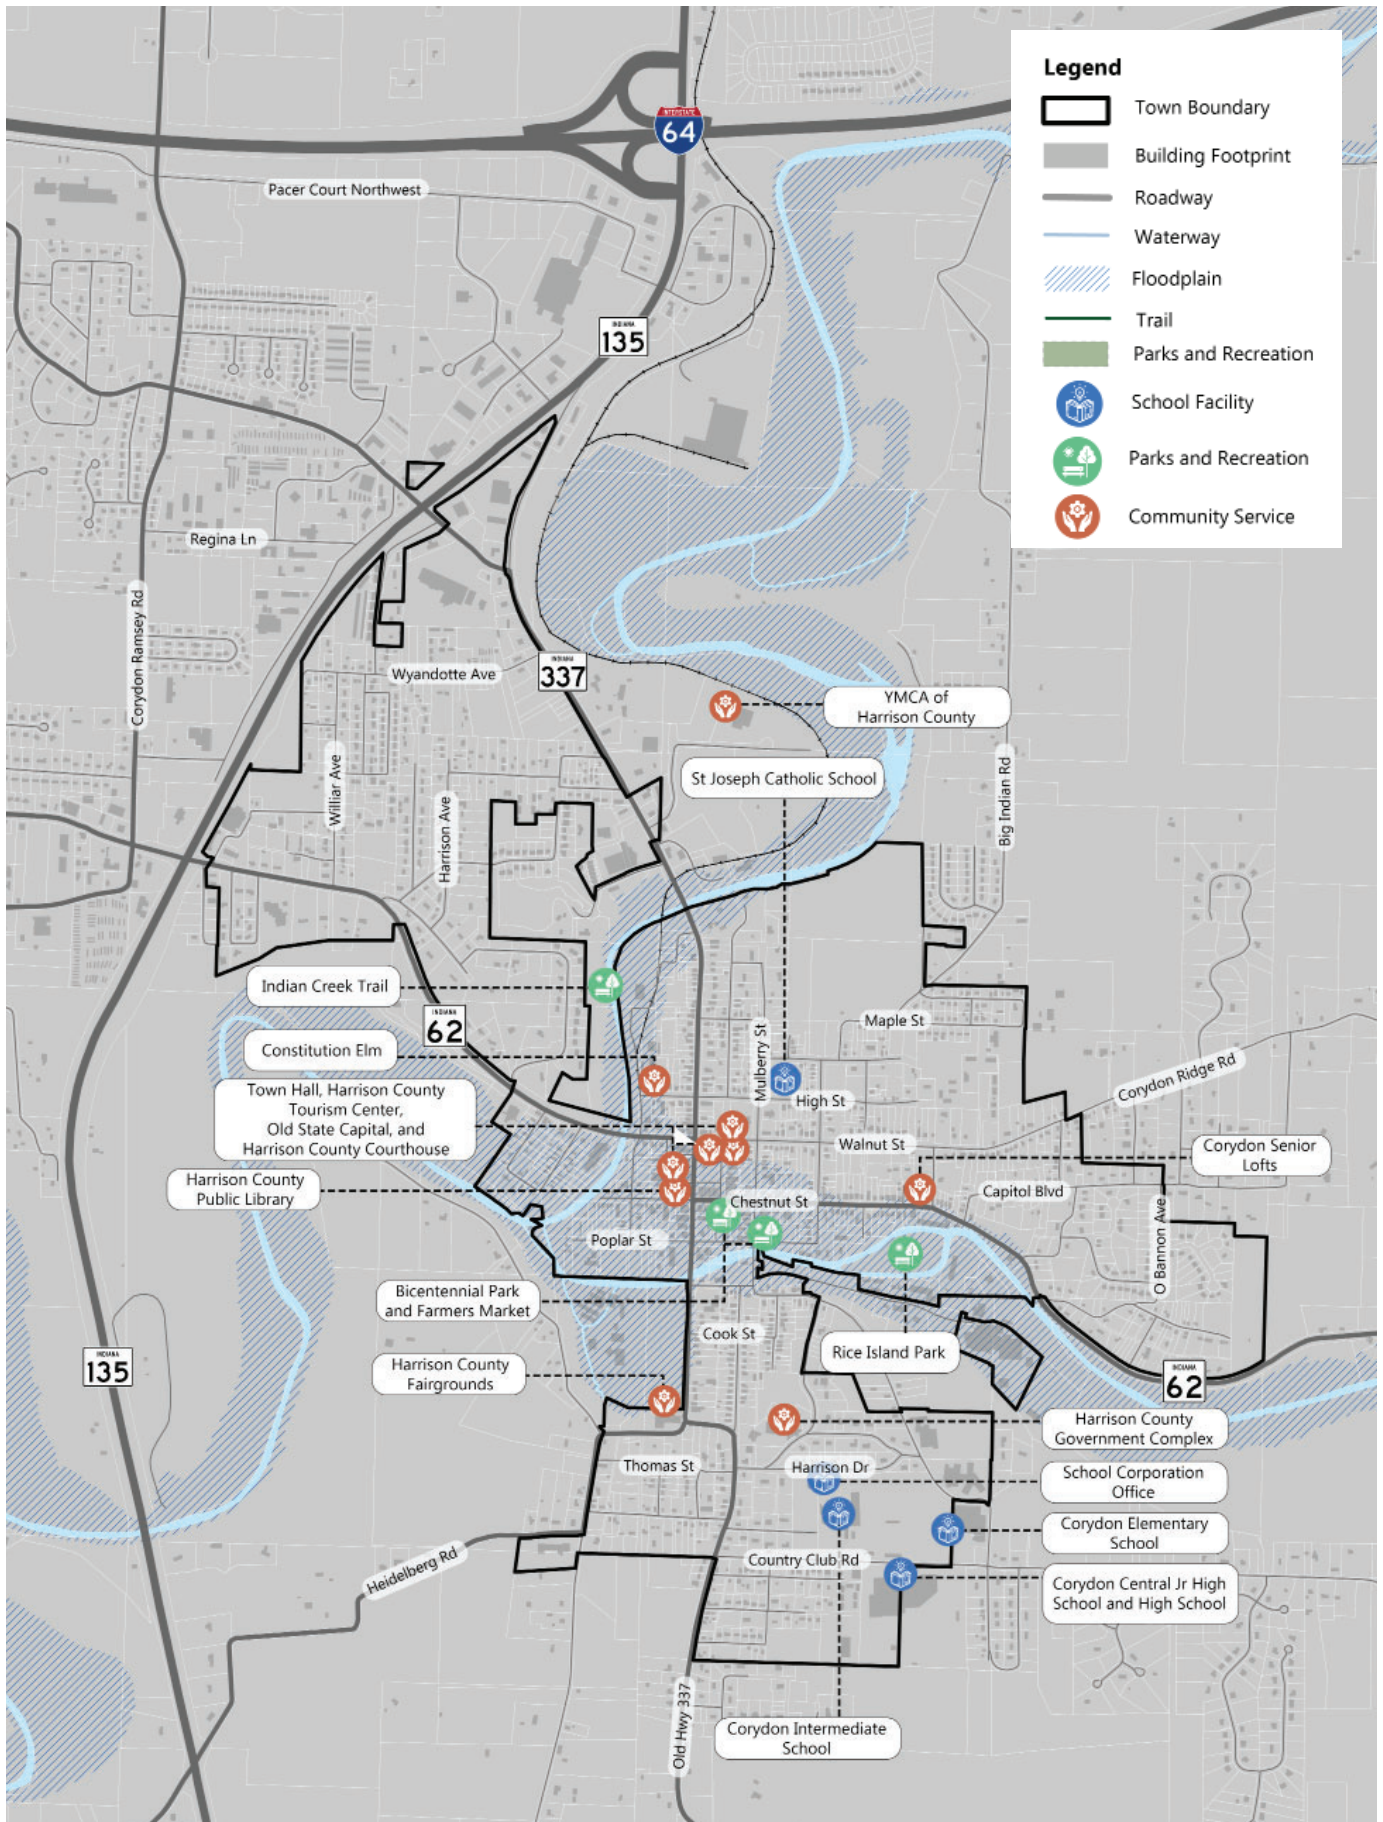 Legend
Town Boundary
Building Footprint
Roadway
Waterway
Floodplain
Trail
Parks and Recreation
School Facility
Parks and Recreation
Community Service
INTERSTATE
64
Pacer Court Northwest
INDIANA
135
Regina Ln
Corydon Ramsey Rd
Wyandotte Ave
INDIANA
337
YMCA of
Harrison County
St Joseph Catholic School
Big Indian Rd
Williar Ave
Harrison Ave
Indian Creek Trail
INDIANA
62
Maple St
Mulberry St
Constitution Elm
Corydon Ridge Rd
High St
Town Hall, Harrison County
Tourism Center,
Old State Capital, and
Harrison County Courthouse
Walnut St
Corydon Senior
Lofts
Harrison County
Public Library
Chestnut St
Capitol Blvd
O Bannon Ave
Poplar St
Bicentennial Park
and Farmers Market
Cook St
Rice Island Park
INDIANA
135
Harrison County
Fairgrounds
INDIANA
62
Harrison County
Government Complex
Thomas St
Harrison Dr
School Corporation
Office
Corydon Elementary
School
Heidelberg Rd
Country Club Rd
Corydon Central Jr High
School and High School
Old Hwy 337
Corydon Intermediate
School